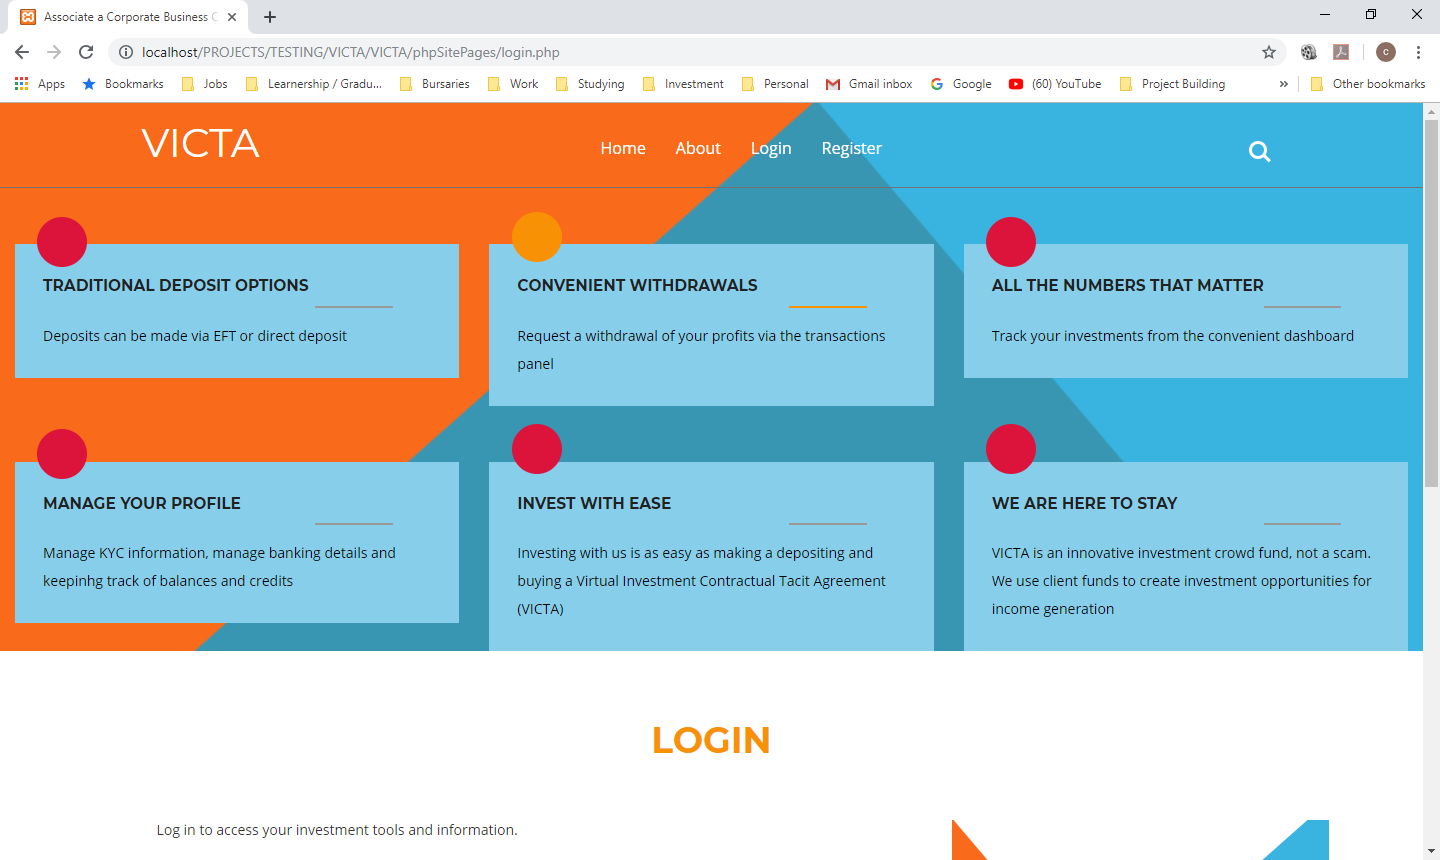 Associate a Corporate Business
localhost/PROJECTS/TESTING/VICTA/VICTA/phpSitePages/login.php
Apps Bookmarks Jobs Learnership / Gradu... Bursaries Work Studying Investment Personal Gmail inbox Google (60) YouTube Project Building » Other bookmarks
VICTA Home About Login Register
TRADITIONAL DEPOSIT OPTIONS
Deposits can be made via EFT or direct deposit
CONVENIENT WITHDRAWALS
Request a withdrawal of your profits via the transactions
panel
ALL THE NUMBERS THAT MATTER
Track your investments from the convenient dashboard
MANAGE YOUR PROFILE
Manage KYC information, manage banking details and
keepinhg track of balances and credits
INVEST WITH EASE
Investing with us is as easy as making a depositing and
buying a Virtual Investment Contractual Tacit Agreement
(VICTA)
WE ARE HERE TO STAY
VICTA is an innovative investment crowd fund, not a scam.
We use client funds to create investment opportunities for
income generation
LOGIN
Log in to access your investment tools and information.